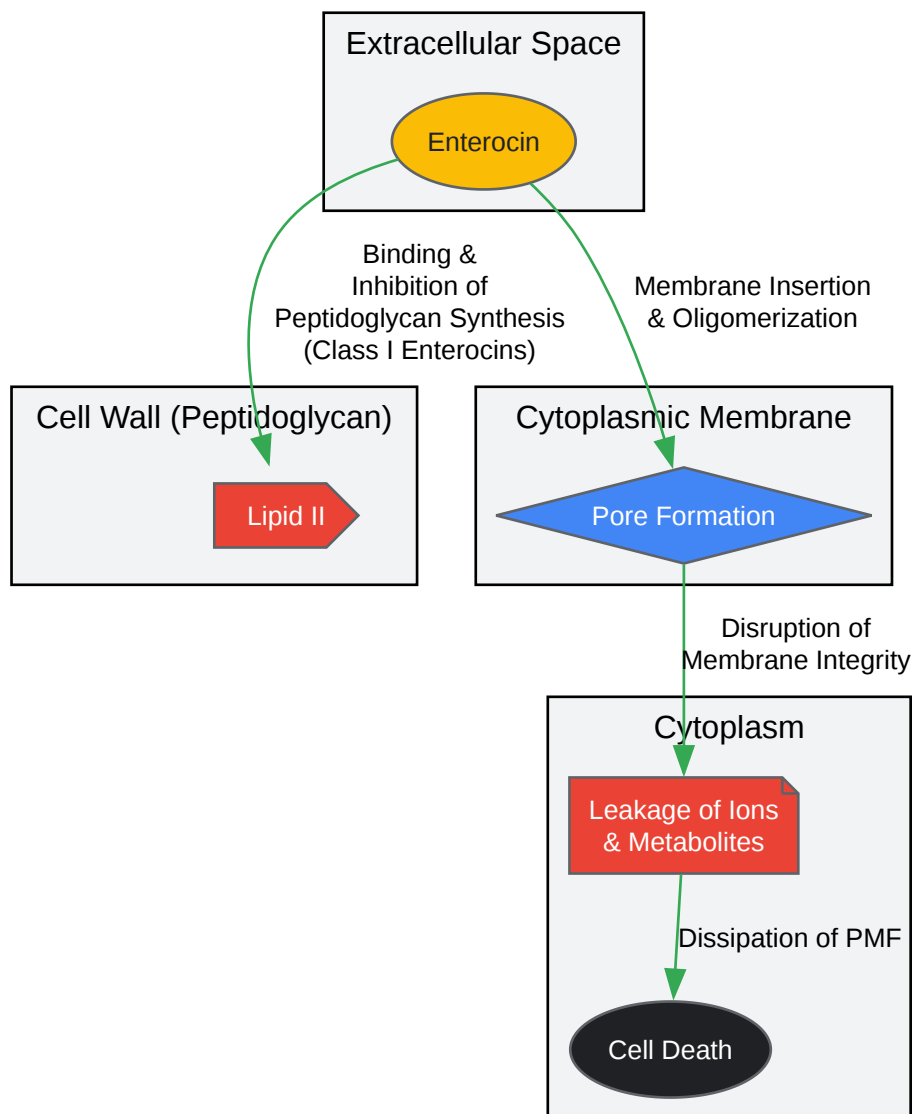 Extracellular Space
Enterocin
Binding &
Inhibition of
Peptidoglycan Synthesis
(Class I Enterocins)
Membrane Insertion
& Oligomerization
Cell Wall (Peptidoglycan)
Lipid II
Cytoplasmic Membrane
Pore Formation
Disruption of
Membrane Integrity
Cytoplasm
Leakage of Ions
& Metabolites
Dissipation of PMF
Cell Death